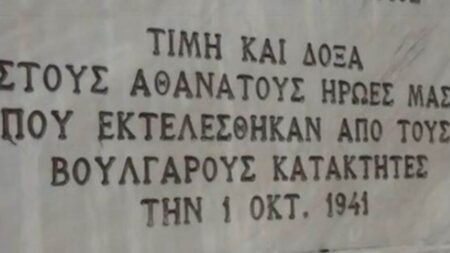 ΤΙΜΗ ΚΑΙ ΔΟΞΑ
ΣΤΟΥΣ ΑΘΑΝΑΤΟΥΣ ΗΡΩΕΣ ΜΑΣ
ΠΟΥ ΕΚΤΕΛΕΣΘΗΚΑΝ ΑΠΟ ΤΟΥΣ
ΒΟΥΛΓΑΡΟΥΣ ΚΑΤΑΚΤΗΤΕΣ
ΤΗΝ 1 ΟΚΤ. 1941